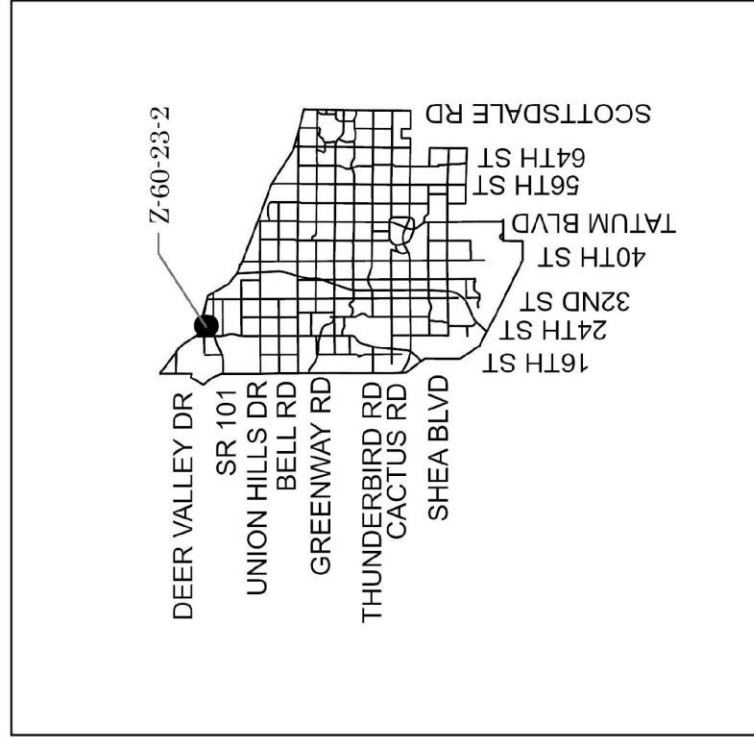 Z-60-23-2
SCOTTSDALE RD
64TH ST
56TH ST
TATUM BLVD
40TH ST
32ND ST
24TH ST
16TH ST
DEER VALLEY DR
SR 101
UNION HILLS DR
BELL RD
GREENWAY RD
THUNDERBIRD RD
CACTUS RD
SHEA BLVD